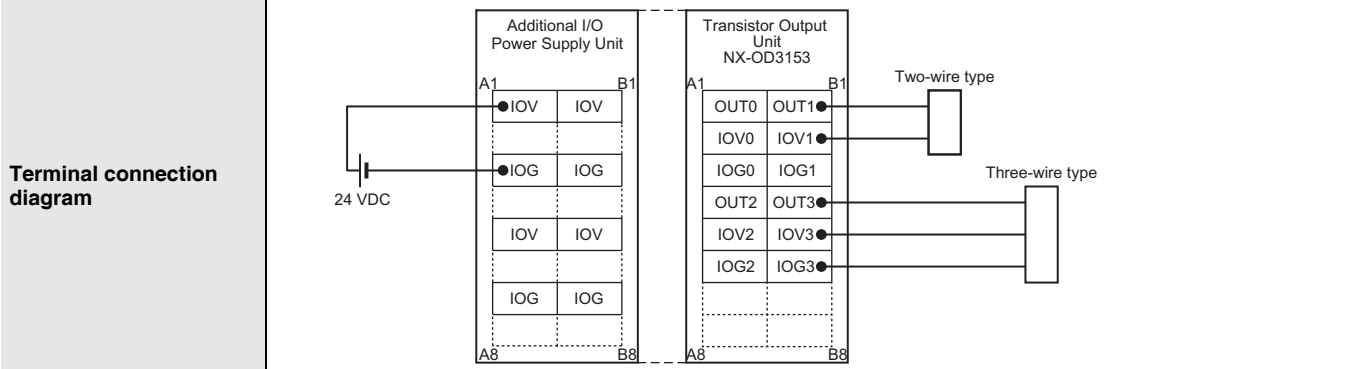 Terminal connection
diagram
Additional I/O
Power Supply Unit
A1 B1
IOV IOV
IOG IOG
IOV IOV
IOG IOG
A8 B8
24 VDC
Transistor Output
Unit
NX-OD3153
A1 B1
OUT0 OUT1
IOV0 IOV1
IOG0 IOG1
OUT2 OUT3
IOV2 IOV3
IOG2 IOG3
A8 B8
Two-wire type
Three-wire type